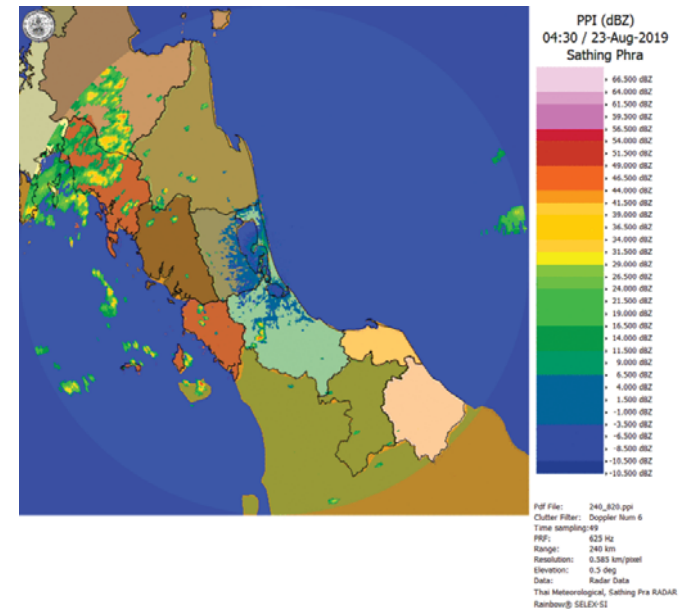 PPI (dBZ)
04:30 / 23-Aug-2019
Sathing Phra
66.500 dBZ
64.000 dBZ
61.500 dBZ
59.500 dBZ
56.500 dBZ
54.000 dBZ
51.500 dBZ
49.000 dBZ
46.500 dBZ
44.000 dBZ
41.500 dBZ
39.000 dBZ
36.500 dBZ
34.000 dBZ
31.500 dBZ
29.000 dBZ
26.500 dBZ
24.000 dBZ
21.500 dBZ
19.000 dBZ
16.500 dBZ
14.000 dBZ
11.500 dBZ
9.000 dBZ
6.500 dBZ
4.000 dBZ
1.500 dBZ
-1.000 dBZ
-3.500 dBZ
-6.500 dBZ
-8.500 dBZ
-10.500 dBZ
-10.500 dBZ
Pdf File: 240_820.ppi
Clutter Filter: Doppler Num 6
Time sampling:49
PRF: 625 Hz
Range: 240 km
Resolution: 0.585 km/pixel
Elevation: 0.5 deg
Data: Radar Data
Thai Meteorological, Sathing Pra RADAR
Rainbow® SELEX-SI